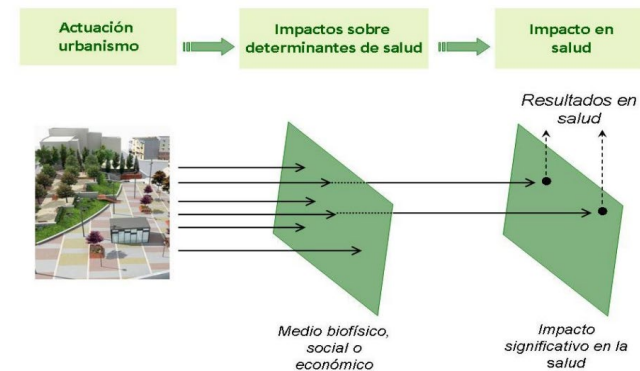 Actuación
urbanismo
Impactos sobre
determinantes de salud
Impacto en
salud
Resultados en
salud
Medio biofísico,
social o
económico
Impacto
significativo en la
salud